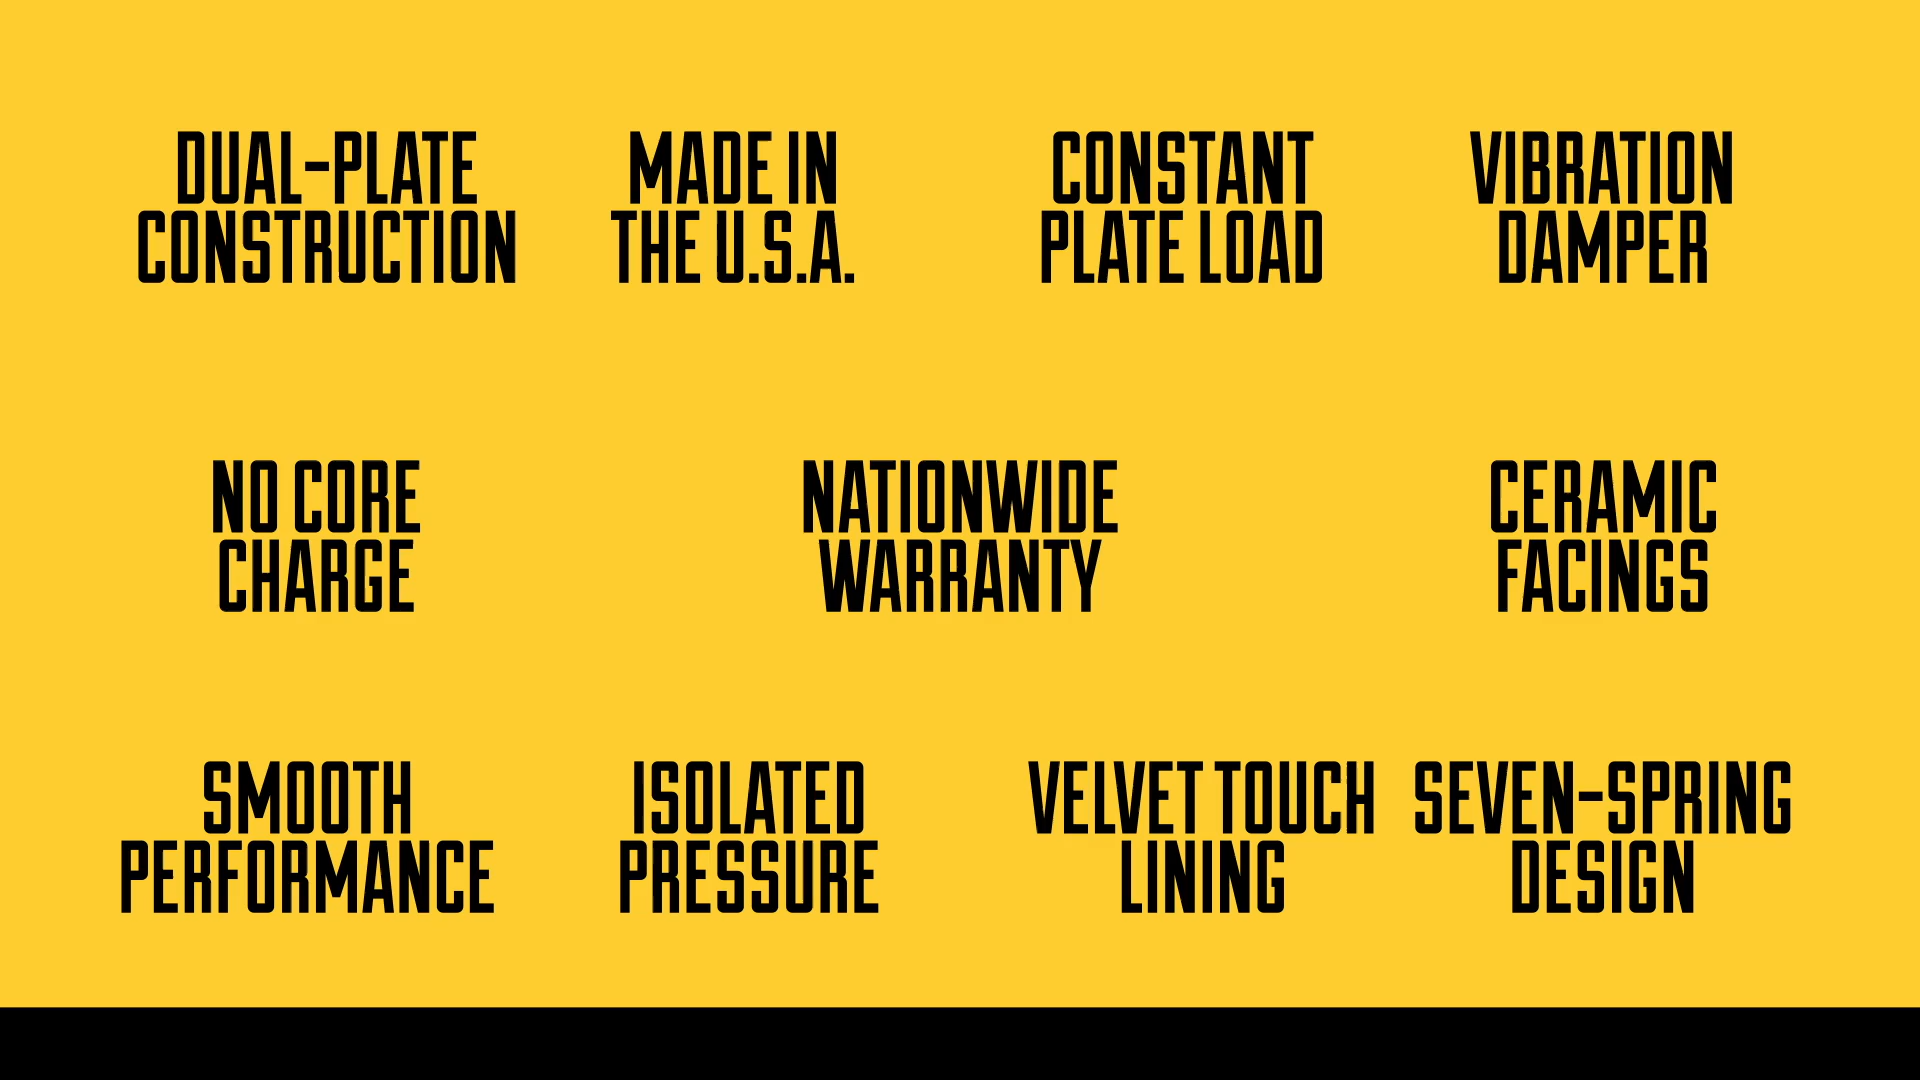 DUAL-PLATE
CONSTRUCTION
MADE IN
THE U.S.A.
CONSTANT
PLATE LOAD
VIBRATION
DAMPER
NO CORE
CHARGE
NATIONWIDE
WARRANTY
CERAMIC
FACINGS
SMOOTH
PERFORMANCE
ISOLATED
PRESSURE
VELVET TOUCH
LINING
SEVEN-SPRING
DESIGN